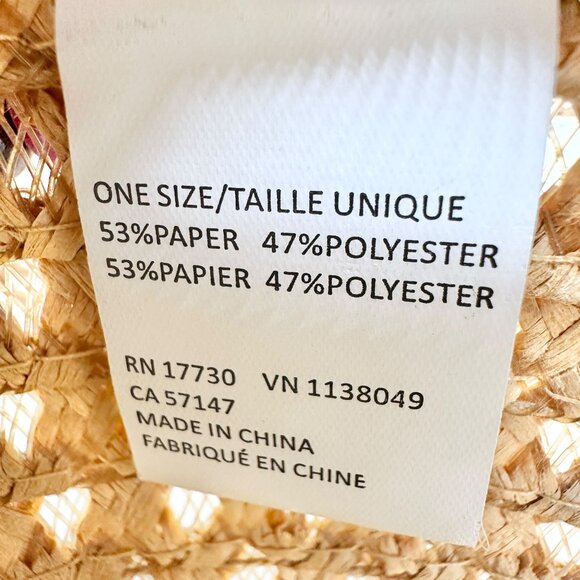 ONE SIZE/TAILLE UNIQUE
53%PAPER 47%POLYESTER
53%PAPIER 47%POLYESTER
RN 17730 VN 1138049
CA 57147
MADE IN CHINA
FABRIQUÉ EN CHINE